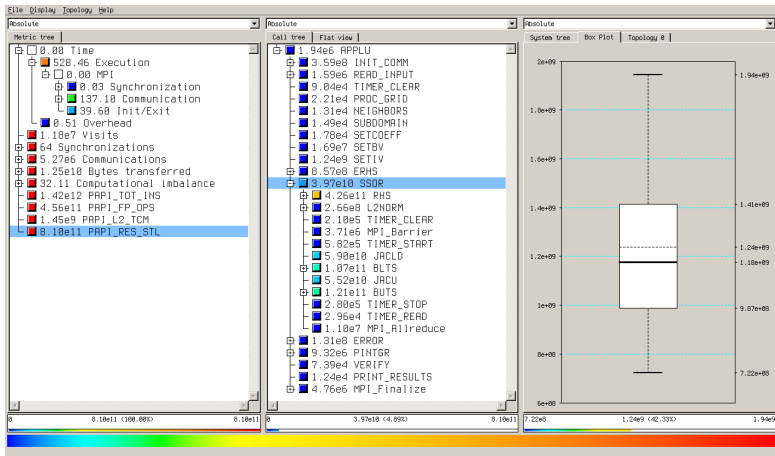 File Display Topology Help
Absolute
Absolute
Absolute
Metric tree
Call tree Flat view
System tree Box Plot Topology 0
0.00 Time
528.46 Execution
0.00 MPI
0.03 Synchronization
137.10 Communication
39.60 Init/Exit
0.51 Overhead
1.18e7 Visits
64 Synchronizations
5.27e6 Communications
1.25e10 Bytes transferred
32.11 Computational imbalance
1.42e12 PAPI_TOT_INS
4.56e11 PAPI_FP_OPS
1.45e9 PAPI_L2_TCM
8.10e11 PAPI_RES_STL
0 8.10e11 (100.00%) 8.10e11
1.94e6 APPLU
3.59e8 INIT_COMM
1.59e6 READ_INPUT
9.04e4 TIMER_CLEAR
2.21e4 PROC_GRID
1.31e4 NEIGHBORS
1.49e4 SUBDOMAIN
1.78e4 SETCOEFF
1.69e7 SETBV
1.24e9 SETIV
8.57e8 ERHS
3.97e10 SSOR
4.26e11 RHS
2.66e8 L2NORM
2.10e5 TIMER_CLEAR
3.71e6 MPI_Barrier
5.82e5 TIMER_START
5.90e10 JACLD
1.07e11 BLTS
5.52e10 JACU
1.21e11 BUTS
2.80e5 TIMER_STOP
2.96e4 TIMER_READ
1.10e7 MPI_Allreduce
1.31e8 ERROR
9.32e6 PINTGR
7.39e4 VERIFY
1.24e4 PRINT_RESULTS
4.76e6 MPI_Finalize
0 3.97e10 (4.89%) 8.10e11
2e+09
1.8e+09
1.6e+09
1.4e+09
1.2e+09
1e+09
8e+08
6e+08
1.94e+09
1.41e+09
1.24e+09
1.18e+09
9.87e+08
7.22e+08
7.22e8 1.24e9 (42.33%) 1.94e9